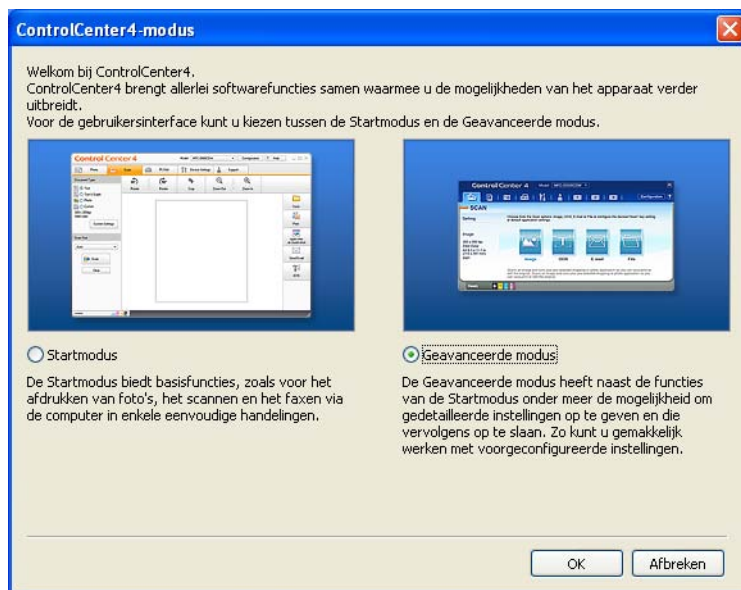 ControlCenter4-modus
Welkom bij ControlCenter4.
ControlCenter4 brengt allerlei softwarefuncties samen waarmee u de mogelijkheden van het apparaat verder
uitbreidt.
Voor de gebruikersinterface kunt u kiezen tussen de Startmodus en de Geavanceerde modus.
Control Center 4
Control Center 4
SCAN
Image
OCR
E-mail
File
Startmodus
De Startmodus biedt basisfuncties, zoals voor het
afdrukken van foto's, het scannen en het faxen via
de computer in enkele eenvoudige handelingen.
Geavanceerde modus
De Geavanceerde modus heeft naast de functies
van de Startmodus onder meer de mogelijkheid om
gedetailleerde instellingen op te geven en die
vervolgens op te slaan. Zo kunt u gemakkelijk
werken met voorgeconfigureerde instellingen.
OK
Afbreken